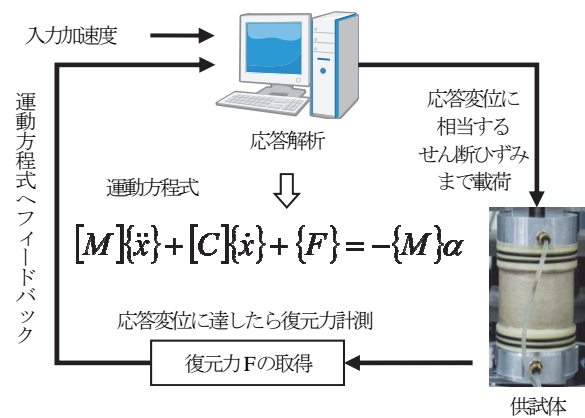 入力加速度
応答解析
応答変位に
相当する
せん断ひずみ
まで載荷
運動方程式へフィードバック
運動方程式
[M]{ẍ}+[C]{ẋ}+{F}=-{M}α
応答変位に達したら復元力計測
復元力Fの取得
供試体